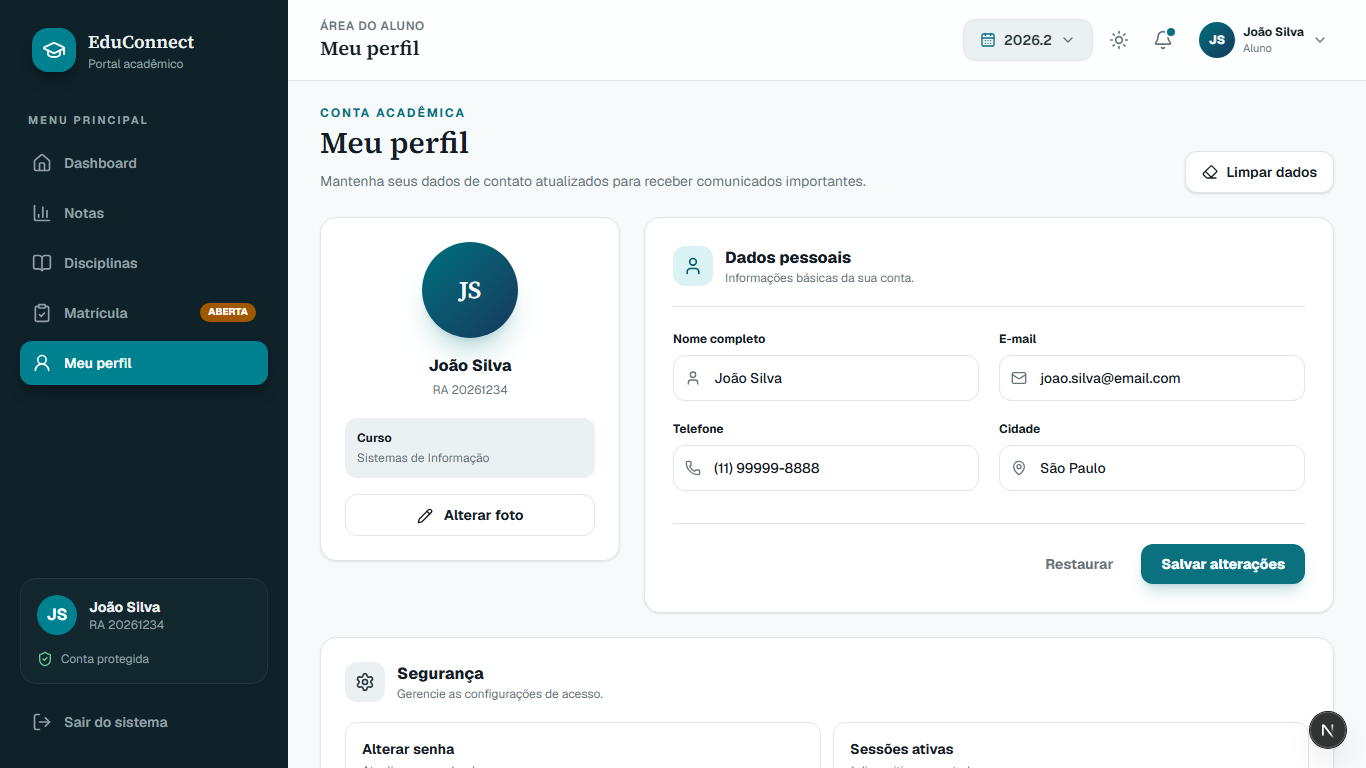 EduConnect
Portal acadêmico
MENU PRINCIPAL
Dashboard
Notas
Disciplinas
Matrícula
ABERTA
Meu perfil
JS
João Silva
RA 20261234
Conta protegida
Sair do sistema
ÁREA DO ALUNO
Meu perfil
2026.2
JS
João Silva
Aluno
CONTA ACADÊMICA
Meu perfil
Mantenha seus dados de contato atualizados para receber comunicados importantes.
Limpar dados
JS
João Silva
RA 20261234
Curso
Sistemas de Informação
Alterar foto
Dados pessoais
Informações básicas da sua conta.
Nome completo
E-mail
João Silva
joao.silva@email.com
Telefone
Cidade
(11) 99999-8888
São Paulo
Restaurar
Salvar alterações
Segurança
Gerencie as configurações de acesso.
Alterar senha
Sessões ativas
N